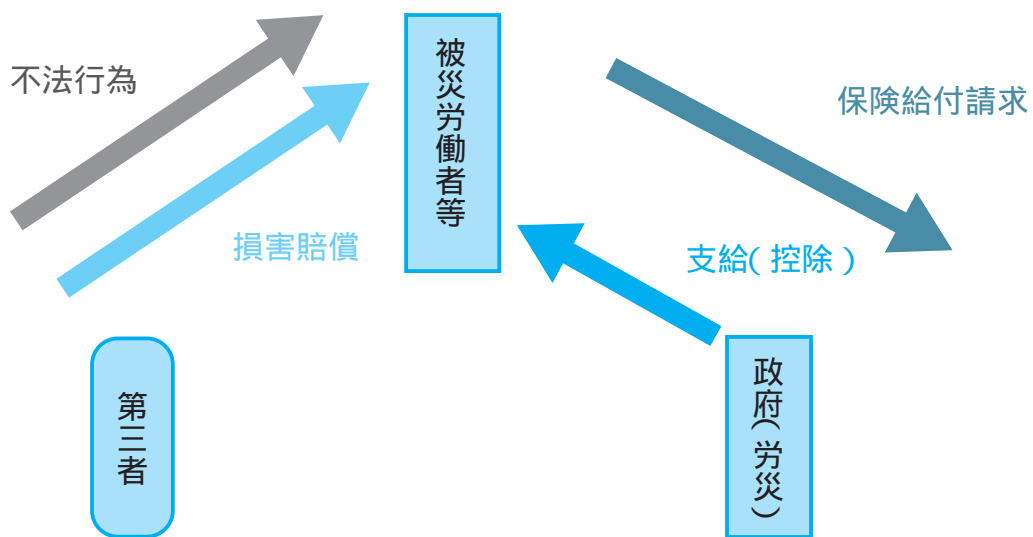 不法行為
被災労働者等
保険給付請求
損害賠償
支給(控除)
第三者
政府(労災)